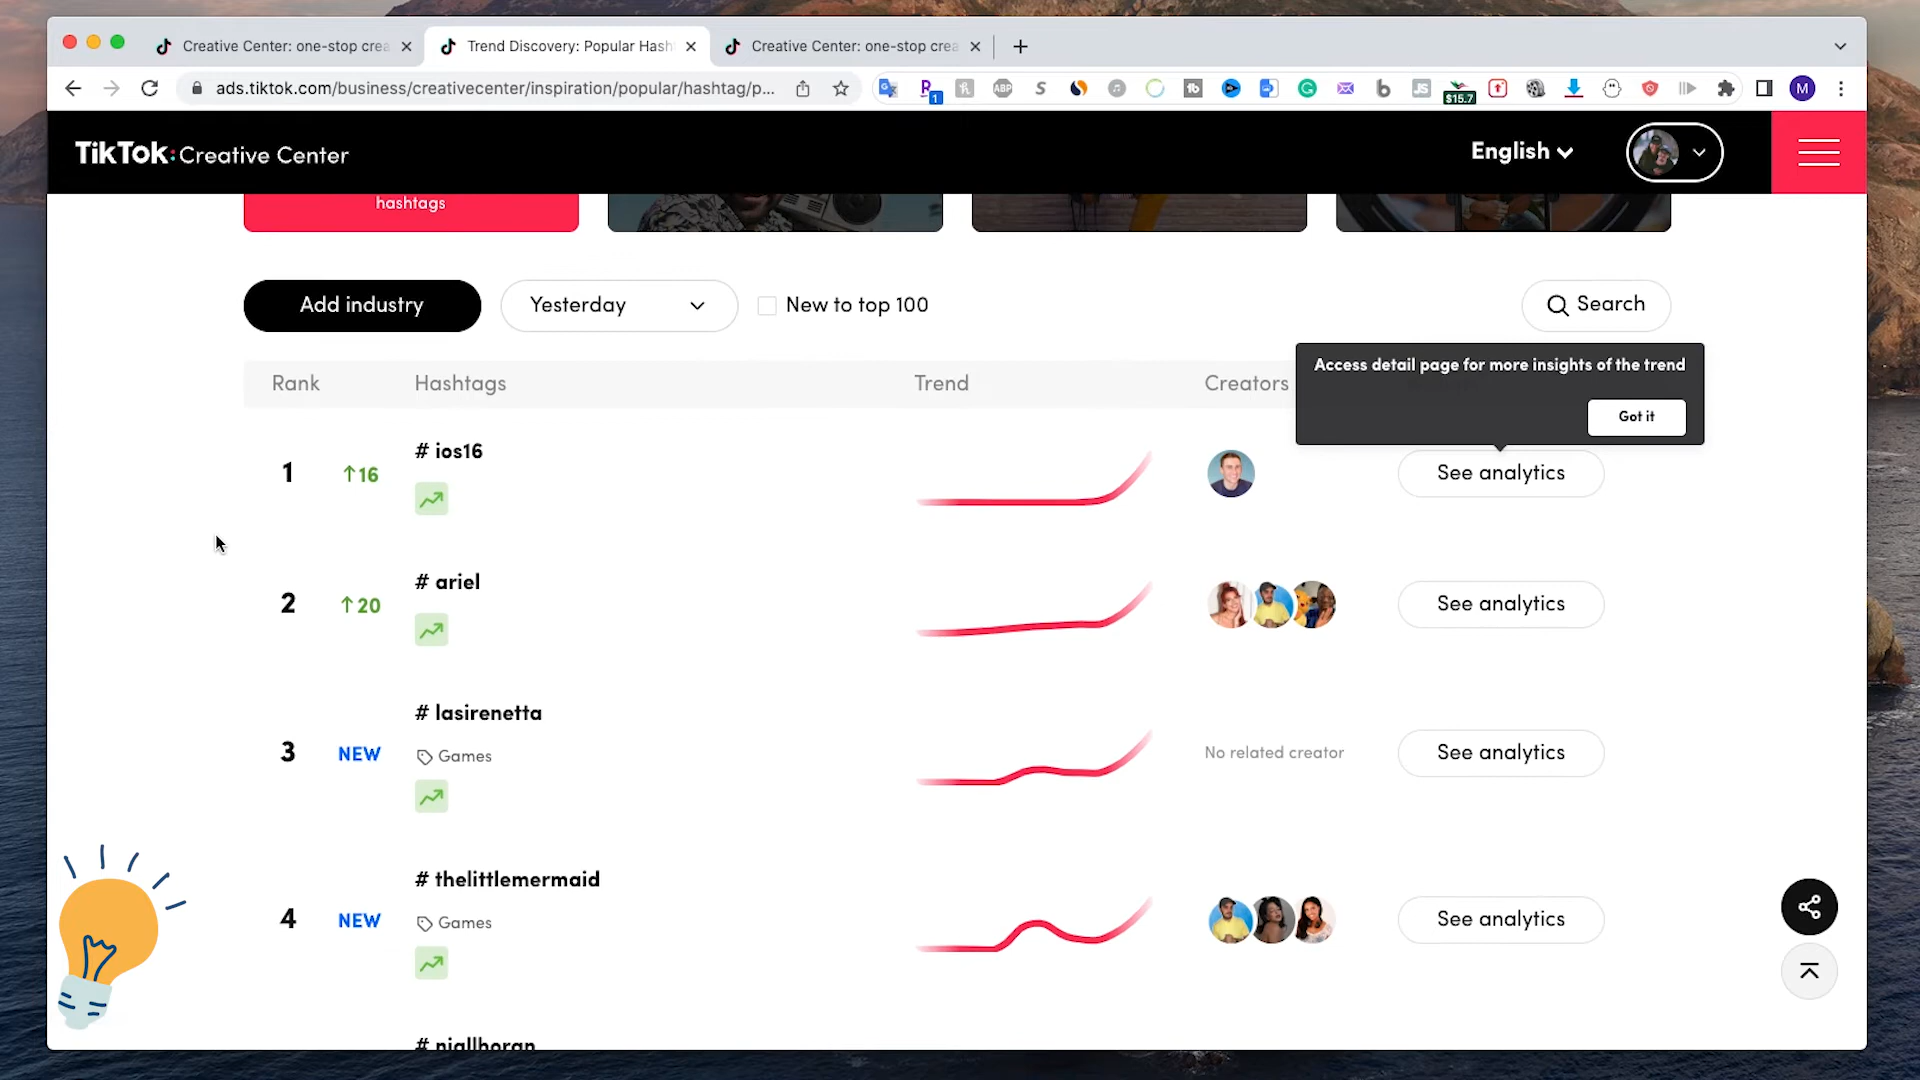 Creative Center: one-stop crea
Trend Discovery: Popular Hash
Creative Center: one-stop crea
ads.tiktok.com/business/creativecenter/inspiration/popular/hashtag/p...
1
ABP
S
b
JS
$15.7
M
TikTok: Creative Center
English
hashtags
Add industry
Yesterday
New to top 100
Search
Access detail page for more insights of the trend
Got it
Rank
Hashtags
Trend
Creators
1
↑16
# ios16
See analytics
2
↑20
# ariel
See analytics
3
NEW
# lasirenetta
Games
No related creator
See analytics
4
NEW
# thelittlemermaid
Games
See analytics
# niallhoran